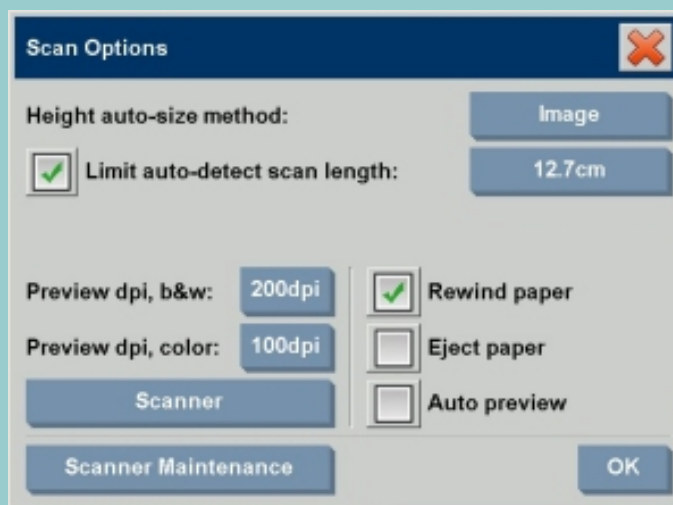 Scan Options
Height auto-size method: Image
Limit auto-detect scan length: 12.7cm
Preview dpi, b&w: 200dpi
Rewind paper
Preview dpi, color: 100dpi
Eject paper
Scanner
Auto preview
Scanner Maintenance
OK